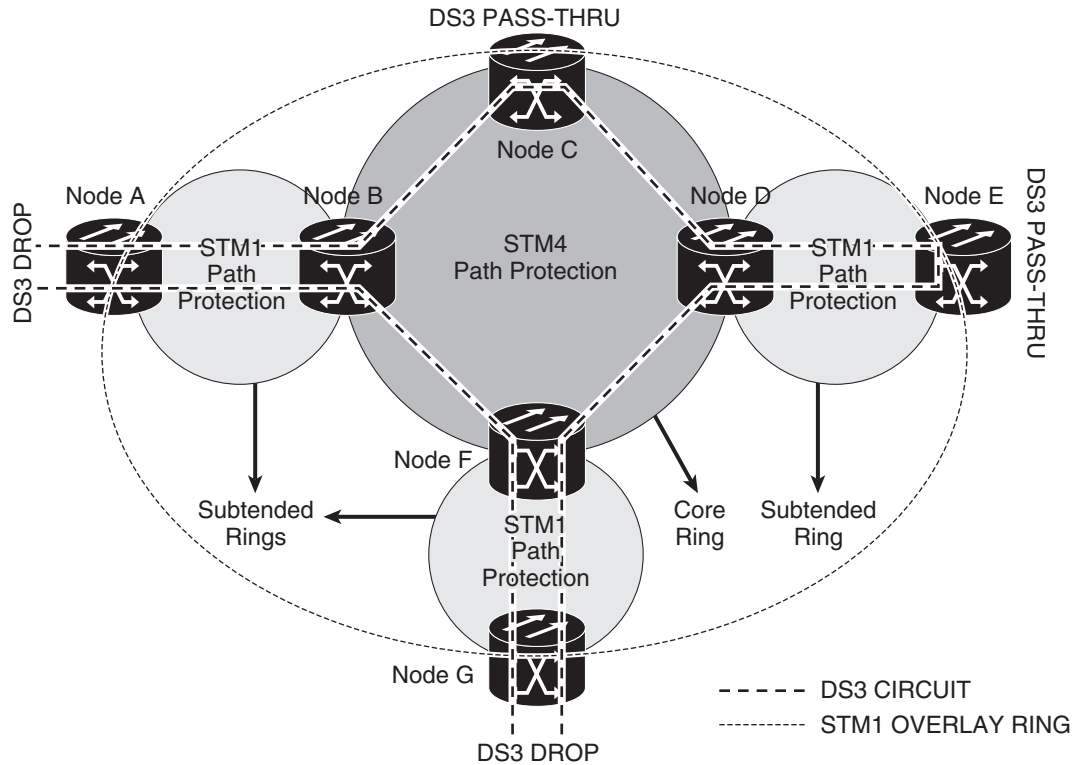 DS3 PASS-THRU
Node C
Node A
Node B
Node D
Node E
DS3 DROP
STM1
Path
Protection
STM4
Path Protection
STM1
Path
Protection
DS3 PASS-THRU
Node F
Subtended
Rings
STM1
Path
Protection
Core
Ring
Subtended
Ring
Node G
DS3 DROP
DS3 CIRCUIT
STM1 OVERLAY RING